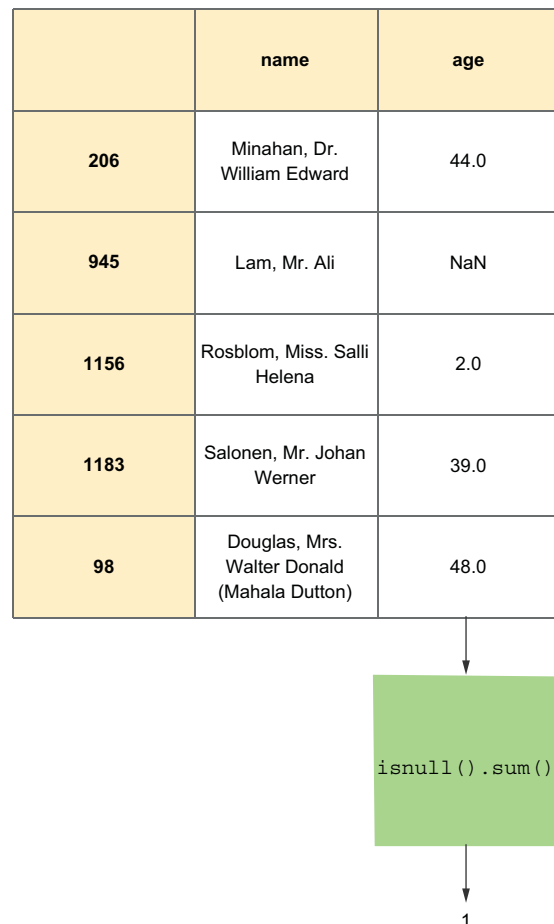 name age
206 Minahan, Dr. 44.0
William Edward
945 Lam, Mr. Ali NaN
1156 Rosblom, Miss. Salli 2.0
Helena
1183 Salonen, Mr. Johan 39.0
Werner
Douglas, Mrs.
98 Walter Donald 48.0
(Mahala Dutton)
isnull().sum()
1